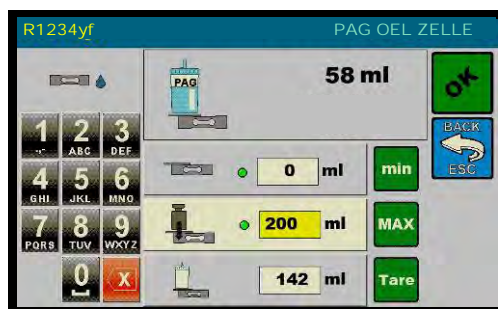 R1234yf PAG OEL ZELLE
PAG 58 ml OK
BACK
ESC
1 2 ABC 3 DEF
4 GHI 5 JKL 6 MNO
7 PQRS 8 TUV 9 WXYZ
0 X
0 ml min
200 ml MAX
142 ml Tare